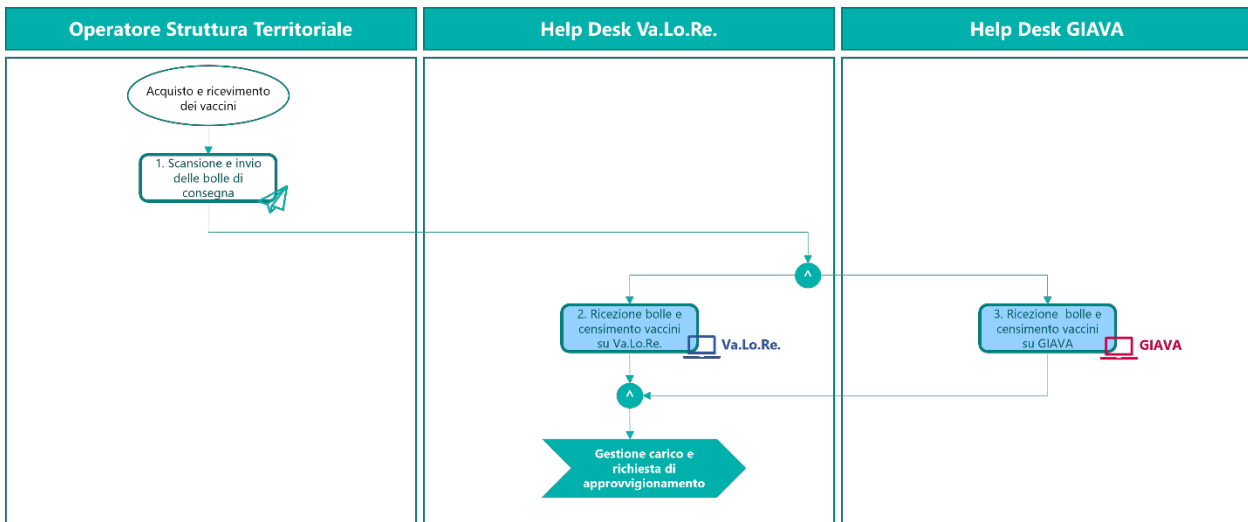 Operatore Struttura Territoriale
Help Desk Va.Lo.Re.
Help Desk GIAVA
Acquisto e ricevimento
dei vaccini
1. Scansione e invio
delle bolle di
consegna
^
2. Ricezione bolle e
censimento vaccini
su Va.Lo.Re.
Va.Lo.Re.
3. Ricezione bolle e
censimento vaccini
su GIAVA
GIAVA
^
Gestione carico e
richiesta di
approvvigionamento